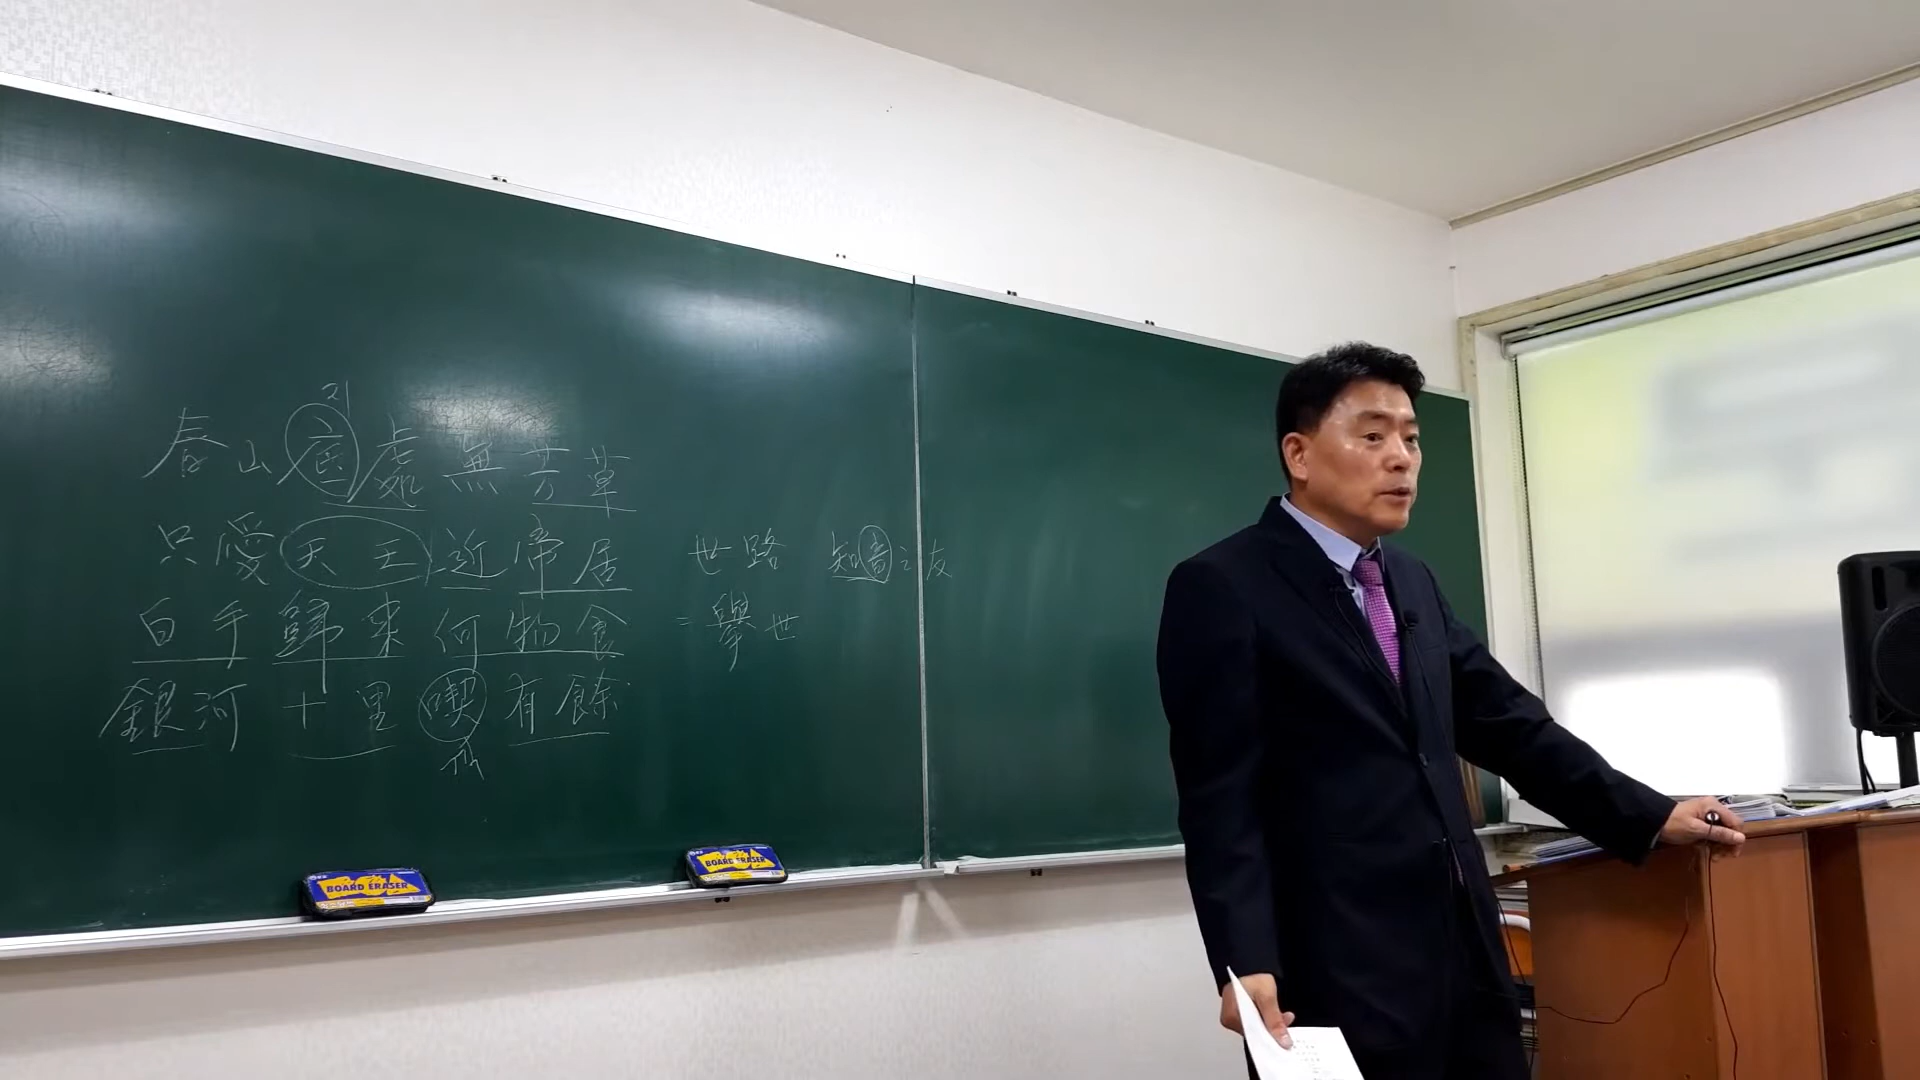 春山底處無芳草
只愛天王近帝居
白手歸來何物食
銀河十里喫有餘
世路
擧世
知音之友
BOARD ERASER
BOARD ERASER